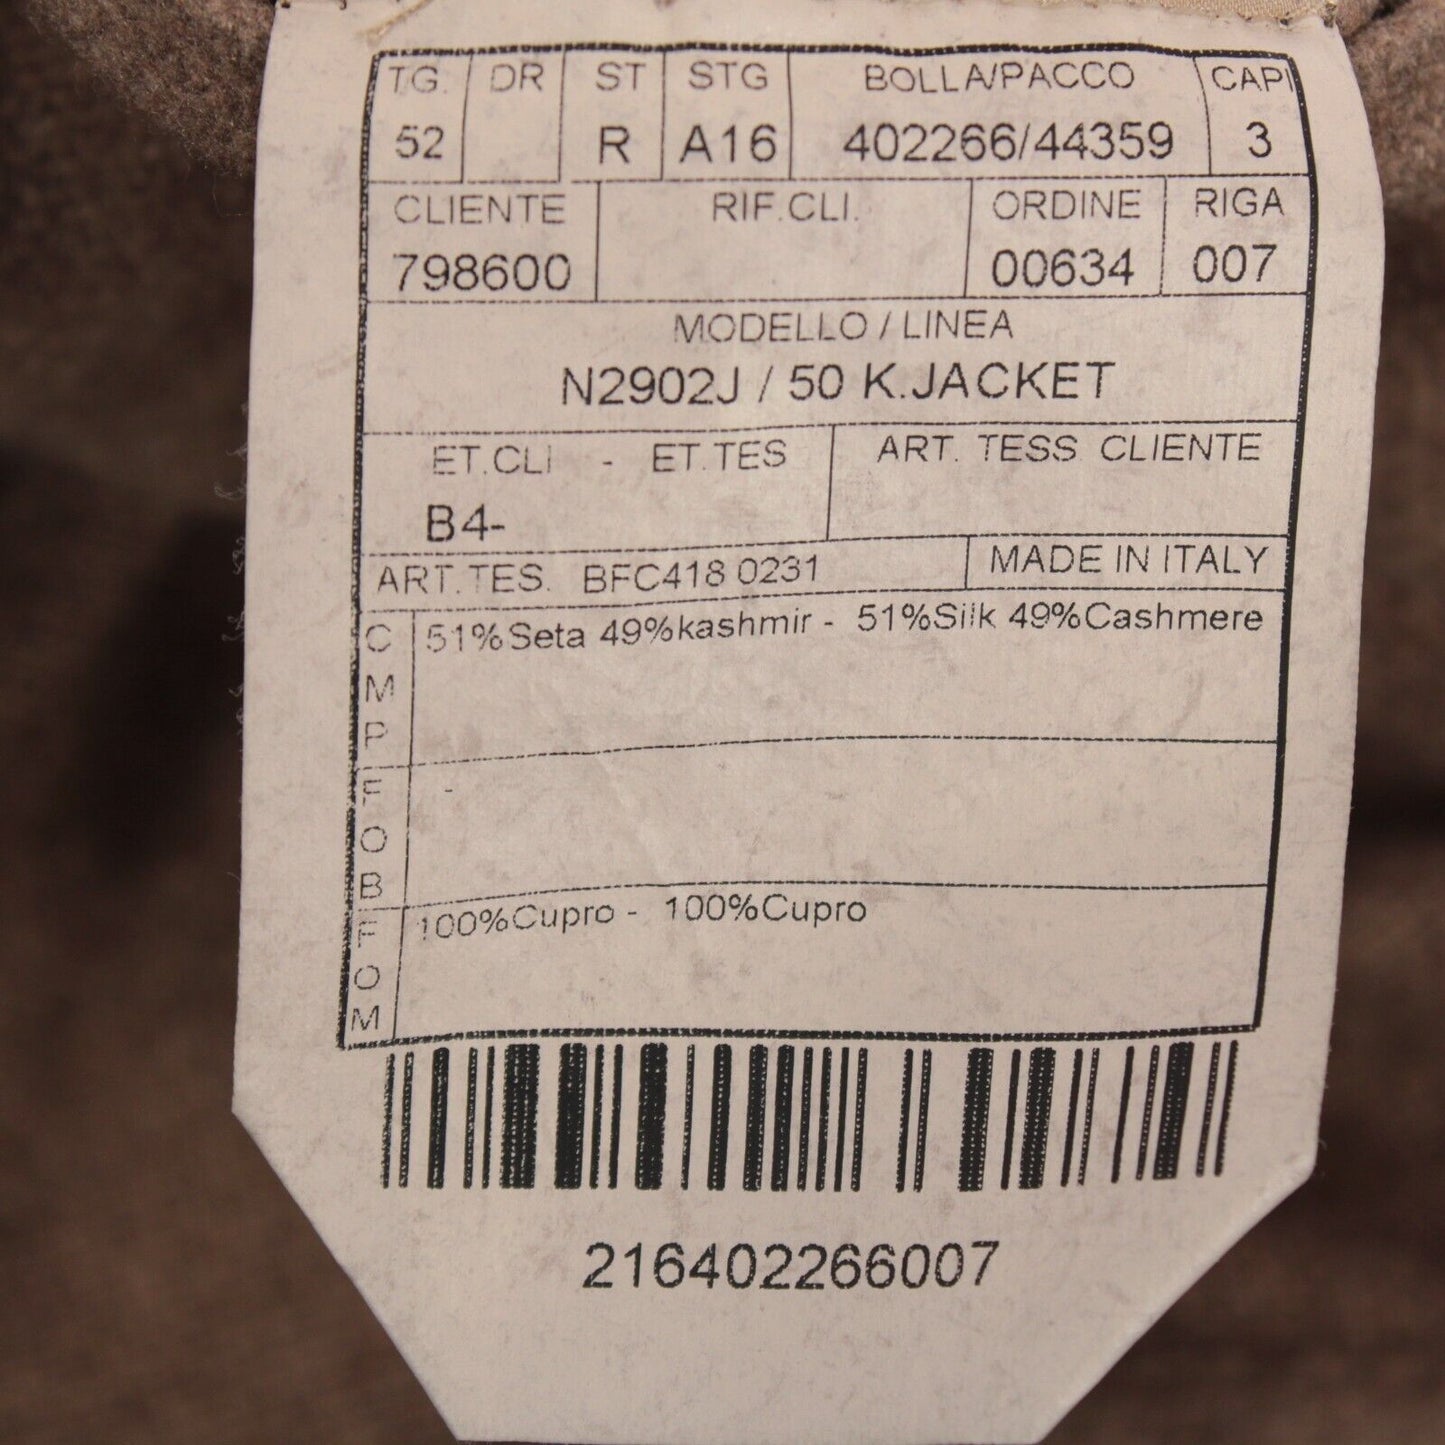 TG. DR ST STG BOLLA/PACCO CAPI
52 R A16 402266/44359 3
CLIENTE RIF.CLI. ORDINE RIGA
798600 00634 007
MODELLO / LINEA
N2902J / 50 K.JACKET
ET.CLI - ET.TES ART. TESS CLIENTE
B4-
ART.TES. BFC418 0231 MADE IN ITALY
CMP 51%Seta 49%kashmir - 51%Silk 49%Cashmere
FOB -
FOM 100%Cupro - 100%Cupro
216402266007